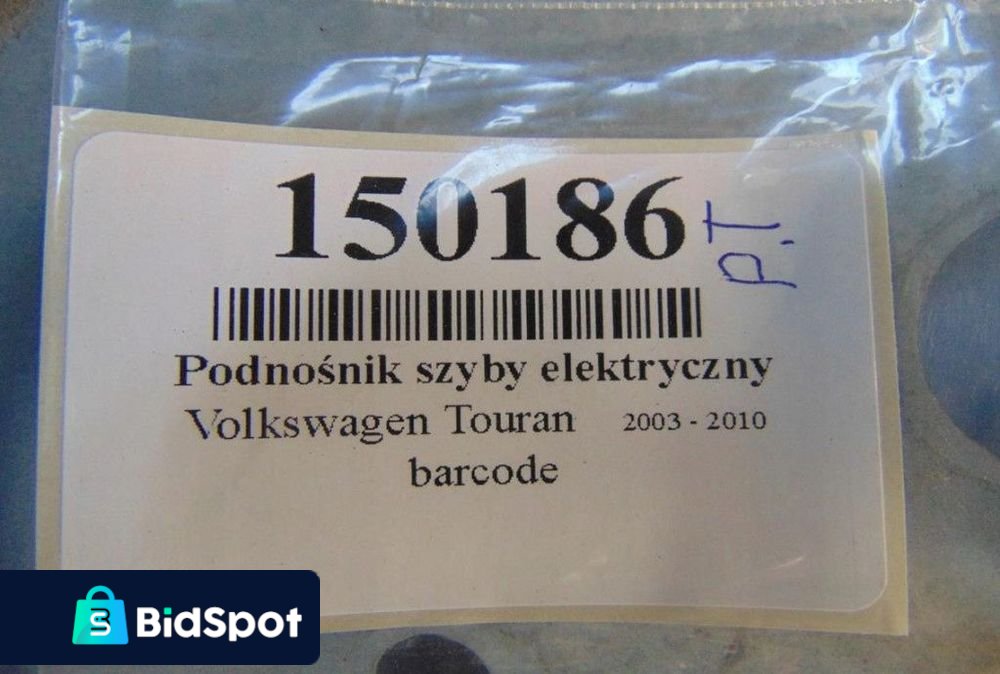 150186
P.T
Podnośnik szyby elektryczny
Volkswagen Touran 2003 - 2010
barcode
BidSpot